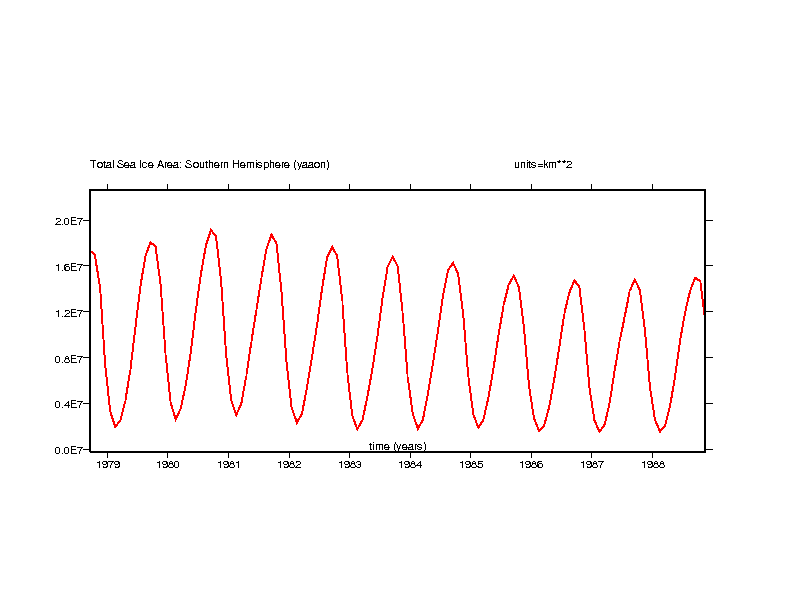 Total Sea Ice Area: Southern Hemisphere (yaaon) units=km**2
2.0E7
1.6E7
1.2E7
0.8E7
0.4E7
0.0E7
time (years)
1979 1980 1981 1982 1983 1984 1985 1986 1987 1988